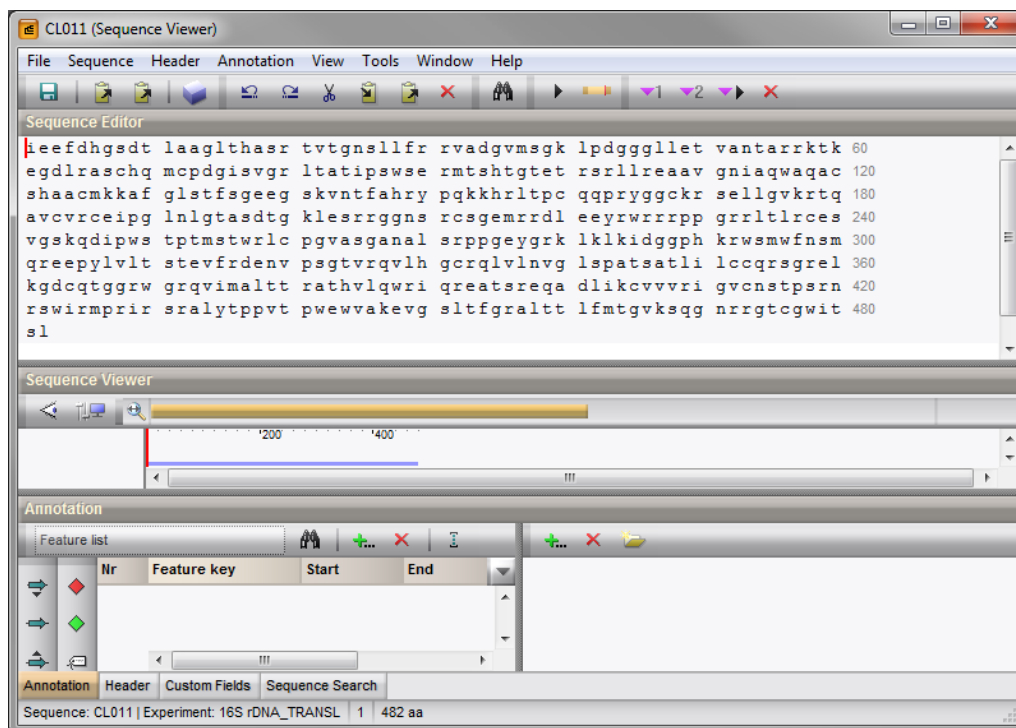 CL011 (Sequence Viewer)
File Sequence Header Annotation View Tools Window Help
1 2
Sequence Editor
ieefdhgsdt laaglthasr tvtgnsllfr rvadgvmsgk lpdgggllet vantarrktk 60
egdlraschq mcpdgisvgr ltatipswse rmtshtgtet rsrllreaav gniaqwaqac 120
shaacmkkaf glstfsgeeg skvntfahry pqkkhrltpc qqpryggckr sellgvkrtq 180
avcvrceipg lnlgtasdtg klesrrggns rcsgemrrdl eeyrwrrrpp grrltlrces 240
vgskqdipws tptmstwrlc pgvasganal srppgeygrk lklkidggph krwsmwfnsm 300
qreepylvlt stevfrdenv psgtvrqvlh gcrqlvlnvg lspatsatli lccqrsgrel 360
kgdcqtggrw grqvimaltt rathvlqwri qreatsreqa dlikcvvvri gvcnstpsrn 420
rswirmprir sralytppvt pwewvakevg sltfgraltt lfmtgvksqg nrrgtcgwit 480
sl
Sequence Viewer
200 400
Annotation
Feature list
Nr Feature key Start End
Annotation Header Custom Fields Sequence Search
Sequence: CL011 | Experiment: 16S rDNA_TRANSL 1 482 aa